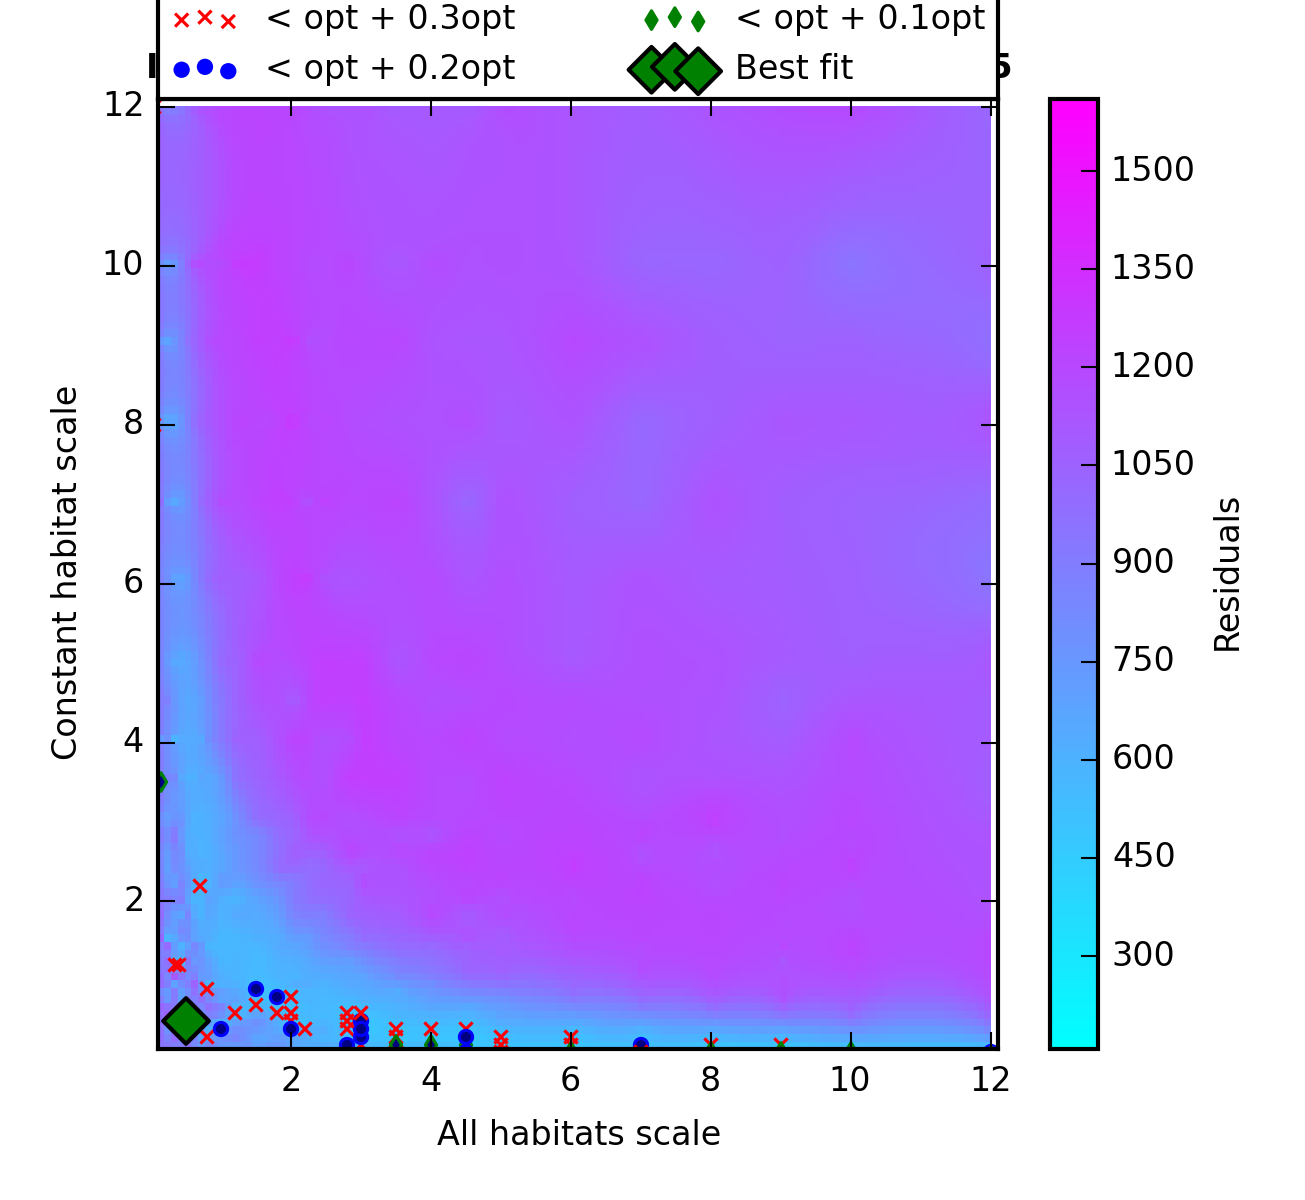 < opt + 0.3opt < opt + 0.1opt
< opt + 0.2opt Best fit
12
10
8
6
4
2
2 4 6 8 10 12
All habitats scale
Constant habitat scale
1500
1350
1200
1050
900
750
600
450
300
Residuals